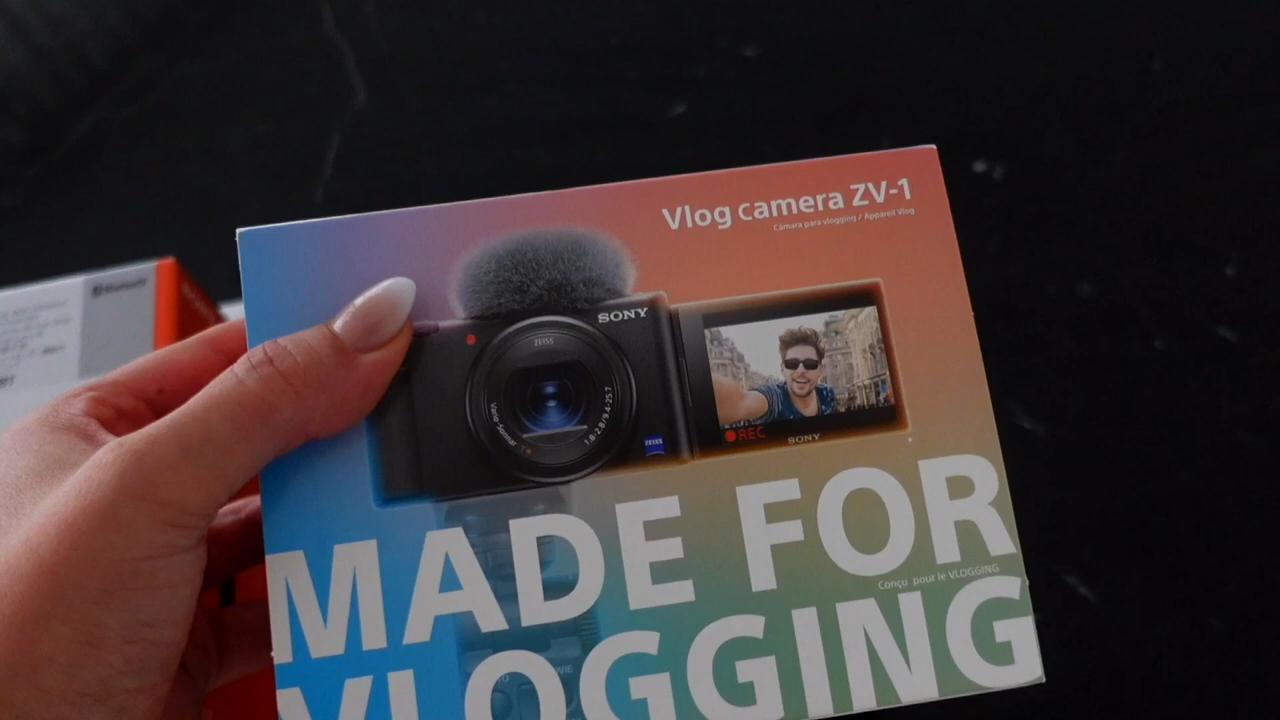 Vlog camera ZV-1
Cámara para vlogging / Appareil Vlog
SONY
ZEISS
Vario-Sonnar
1.8-2.8/9.4-25.7
ZEISS
REC
SONY
MADE FOR
Conçu pour le VLOGGING
VLOGGING
Bluetooth